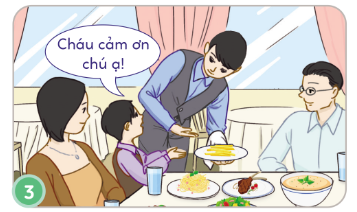 Cháu cảm ơn
chú ạ!
3